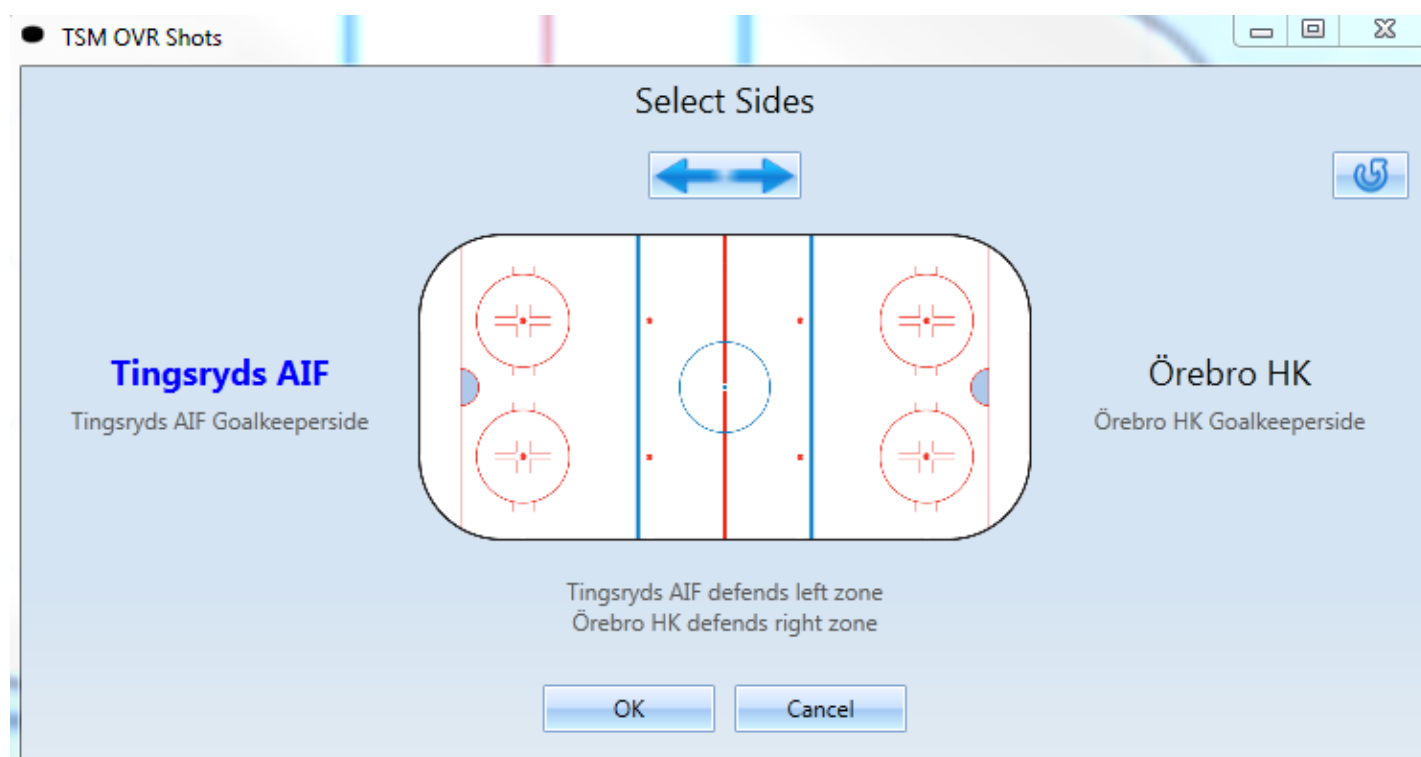 TSM OVR Shots
Select Sides
Tingsryds AIF
Tingsryds AIF Goalkeeperside
Örebro HK
Örebro HK Goalkeeperside
Tingsryds AIF defends left zone
Örebro HK defends right zone
OK
Cancel